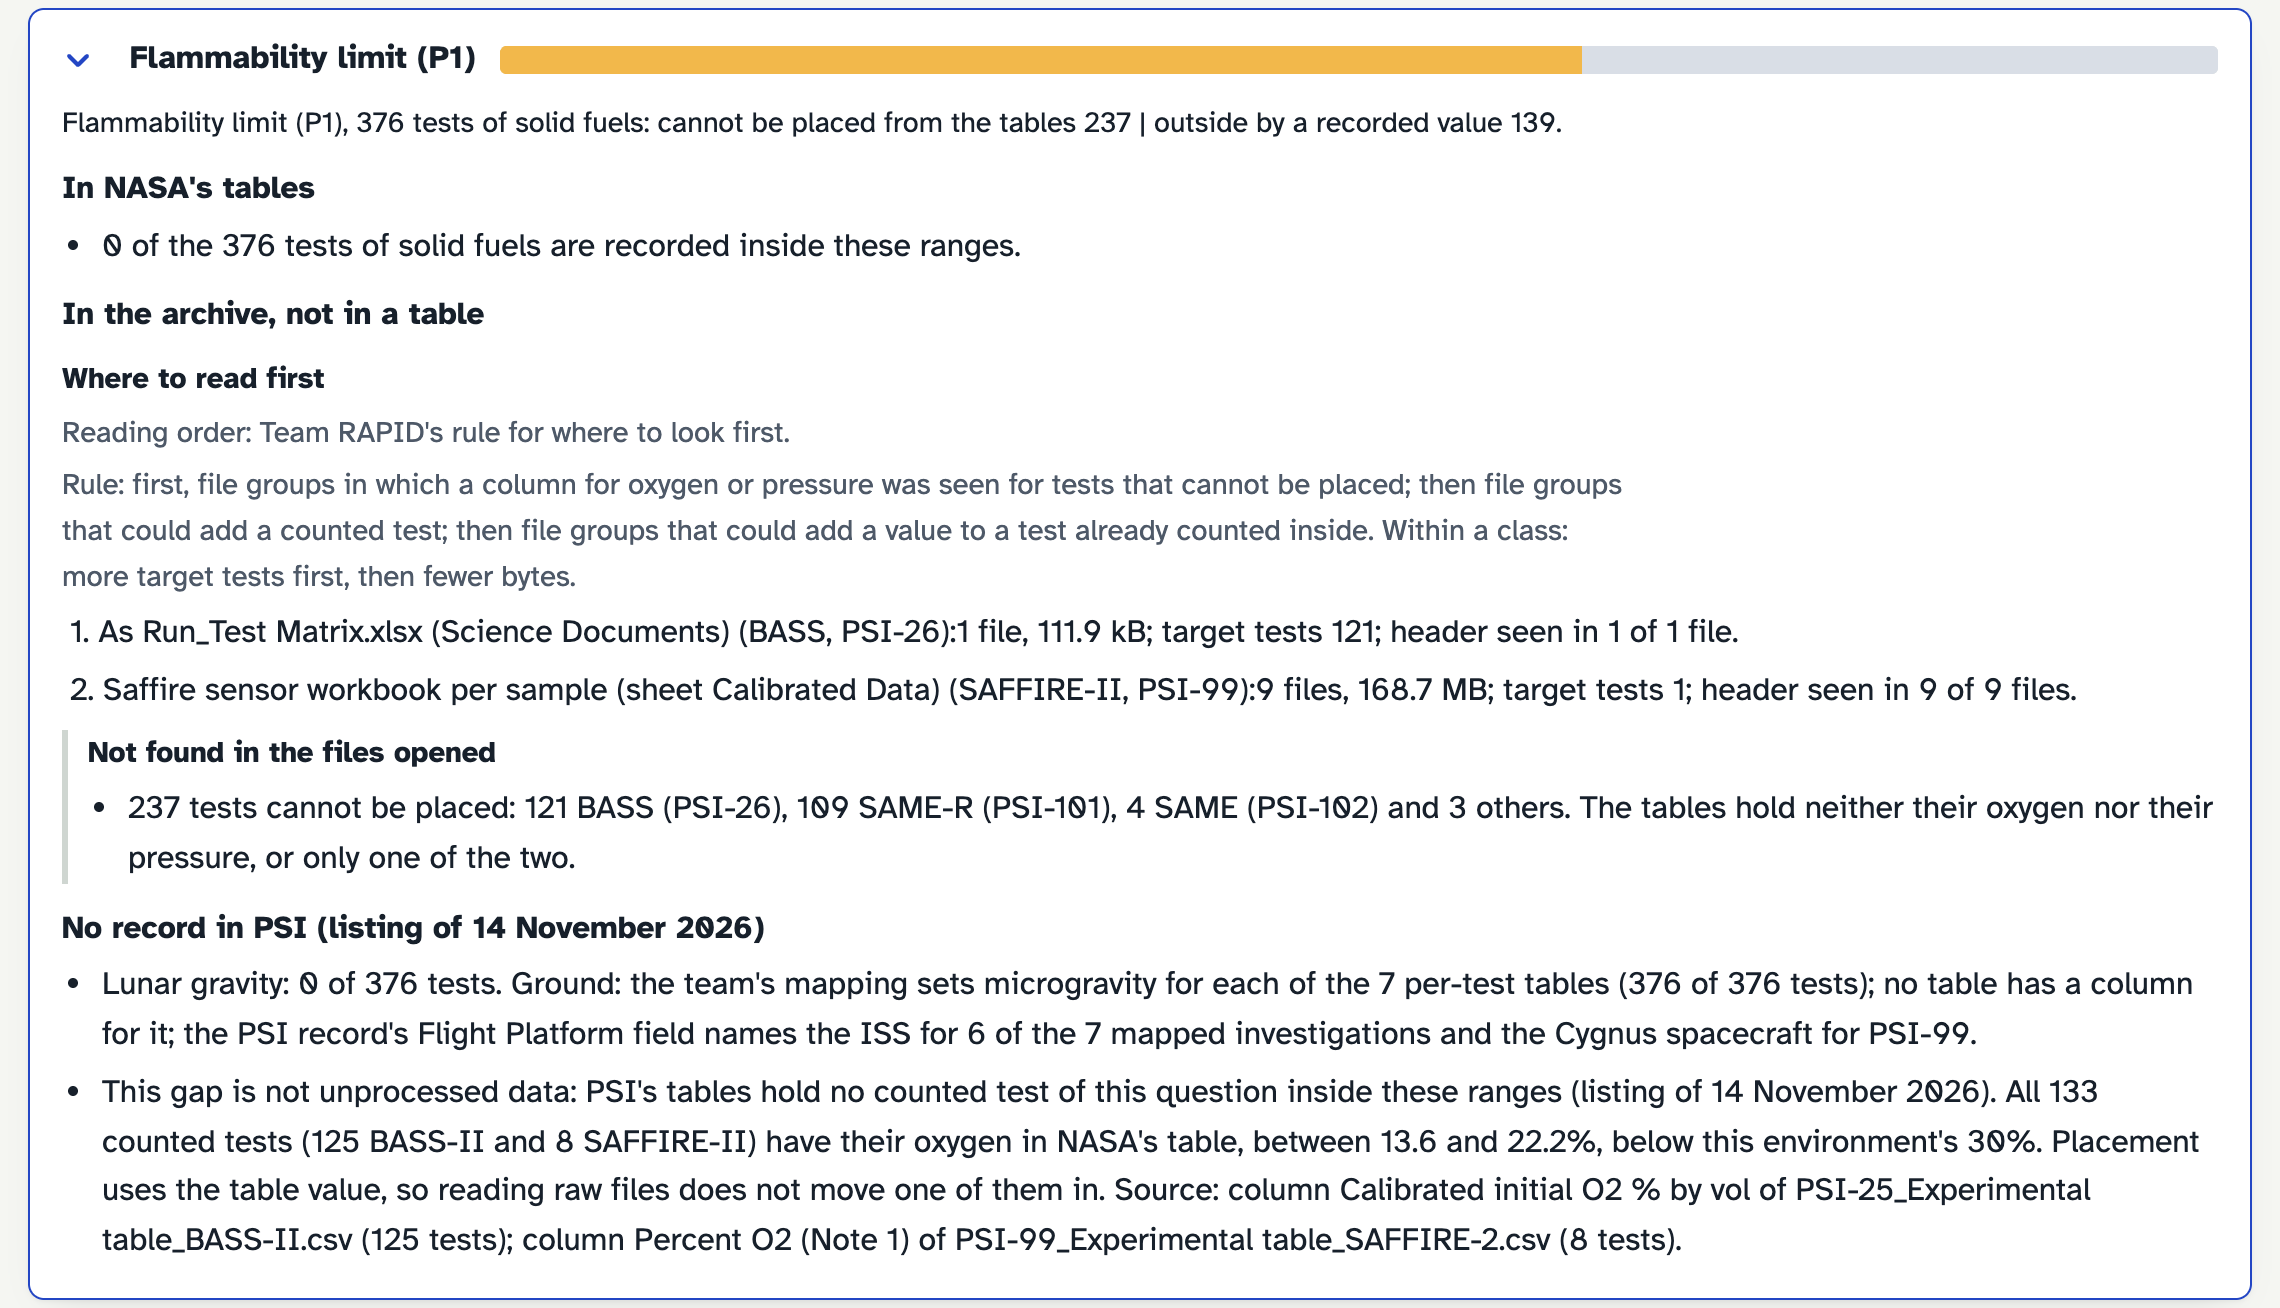 Flammability limit (P1)
Flammability limit (P1), 376 tests of solid fuels: cannot be placed from the tables 237 | outside by a recorded value 139.
In NASA's tables
• 0 of the 376 tests of solid fuels are recorded inside these ranges.
In the archive, not in a table
Where to read first
Reading order: Team RAPID's rule for where to look first.
Rule: first, file groups in which a column for oxygen or pressure was seen for tests that cannot be placed; then file groups
that could add a counted test; then file groups that could add a value to a test already counted inside. Within a class:
more target tests first, then fewer bytes.
1. As Run_Test Matrix.xlsx (Science Documents) (BASS, PSI-26):1 file, 111.9 kB; target tests 121; header seen in 1 of 1 file.
2. Saffire sensor workbook per sample (sheet Calibrated Data) (SAFFIRE-II, PSI-99):9 files, 168.7 MB; target tests 1; header seen in 9 of 9 files.
Not found in the files opened
• 237 tests cannot be placed: 121 BASS (PSI-26), 109 SAME-R (PSI-101), 4 SAME (PSI-102) and 3 others. The tables hold neither their oxygen nor their
pressure, or only one of the two.
No record in PSI (listing of 14 November 2026)
• Lunar gravity: 0 of 376 tests. Ground: the team's mapping sets microgravity for each of the 7 per-test tables (376 of 376 tests); no table has a column
for it; the PSI record's Flight Platform field names the ISS for 6 of the 7 mapped investigations and the Cygnus spacecraft for PSI-99.
• This gap is not unprocessed data: PSI's tables hold no counted test of this question inside these ranges (listing of 14 November 2026). All 133
counted tests (125 BASS-II and 8 SAFFIRE-II) have their oxygen in NASA's table, between 13.6 and 22.2%, below this environment's 30%. Placement
uses the table value, so reading raw files does not move one of them in. Source: column Calibrated initial O2 % by vol of PSI-25_Experimental
table_BASS-II.csv (125 tests); column Percent O2 (Note 1) of PSI-99_Experimental table_SAFFIRE-2.csv (8 tests).